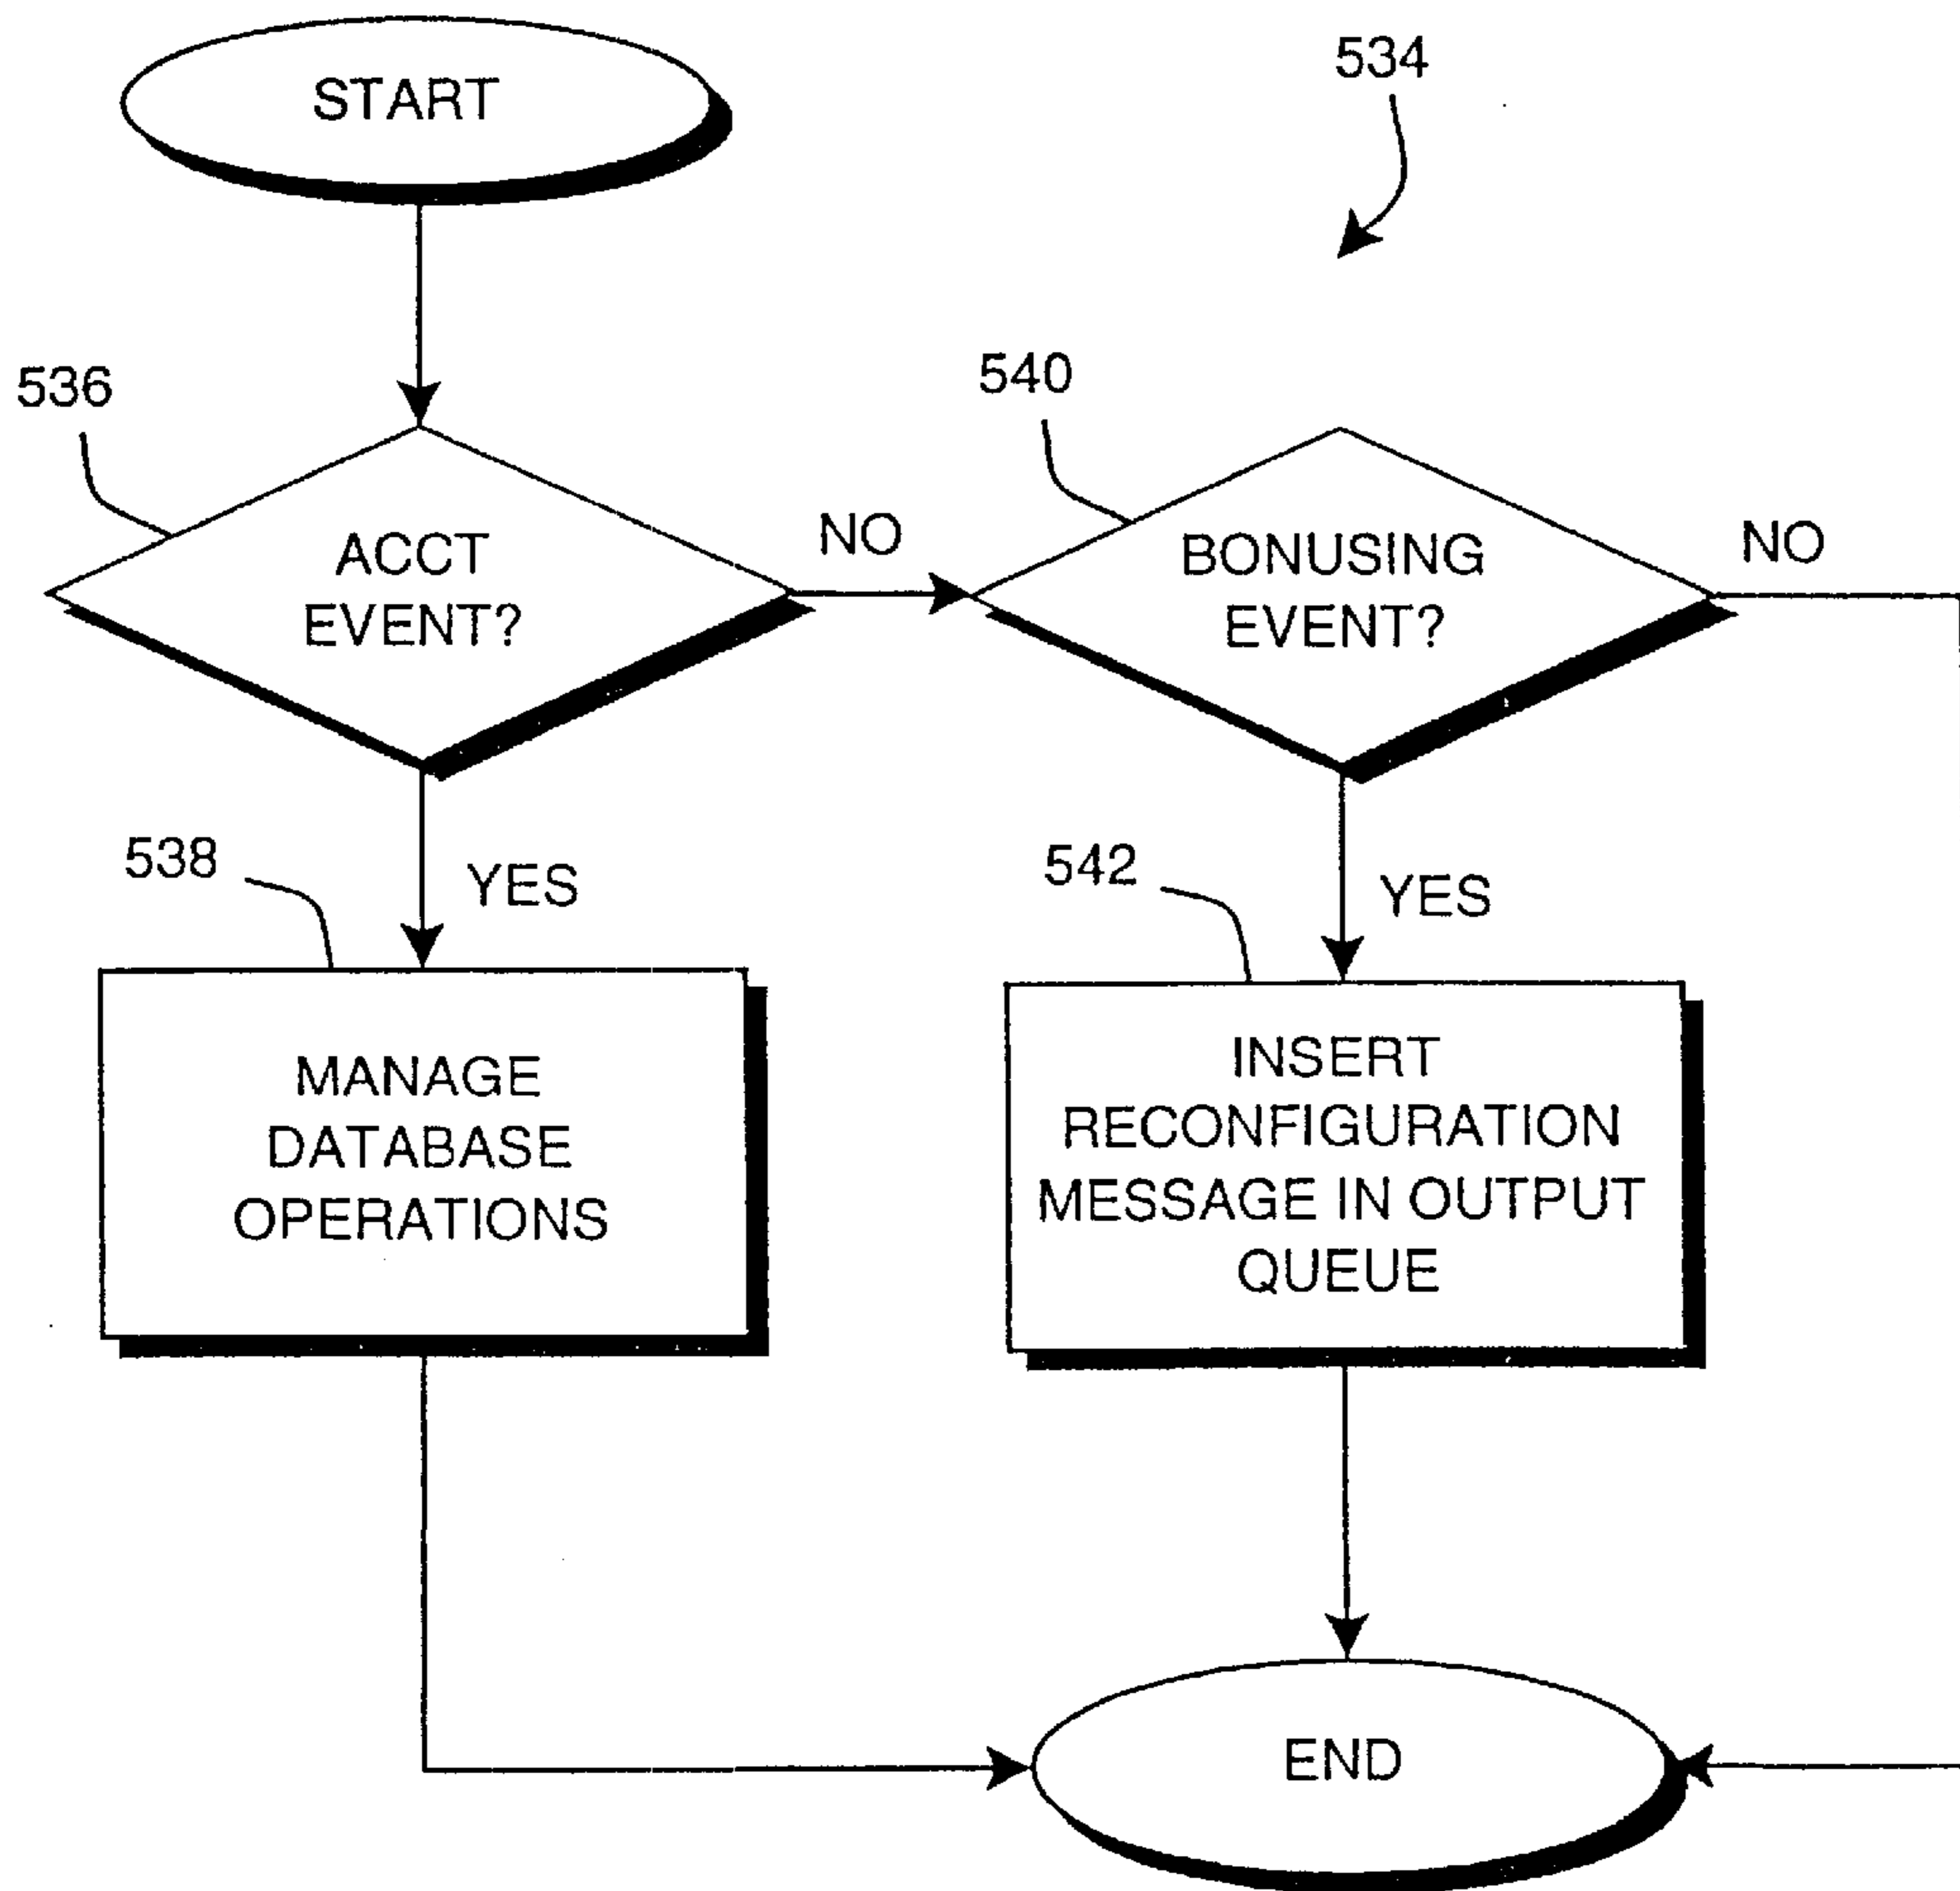 START
534
536
ACCT
EVENT?
NO
540
BONUSING
EVENT?
NO
538
YES
542
YES
MANAGE
DATABASE
OPERATIONS
INSERT
RECONFIGURATION
MESSAGE IN OUTPUT
QUEUE
END